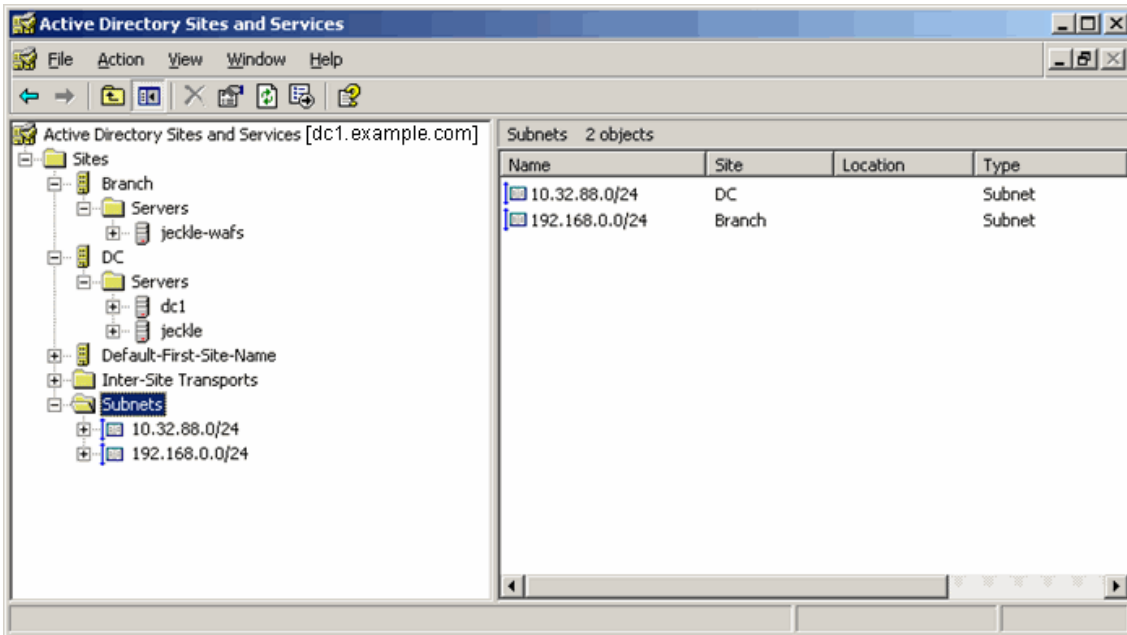 Active Directory Sites and Services
File Action View Window Help
Active Directory Sites and Services [dc1.example.com]
Sites
Branch
Servers
jeckle-wafs
DC
Servers
dc1
jeckle
Default-First-Site-Name
Inter-Site Transports
Subnets
10.32.88.0/24
192.168.0.0/24
Subnets 2 objects
Name Site Location Type
10.32.88.0/24 DC Subnet
192.168.0.0/24 Branch Subnet